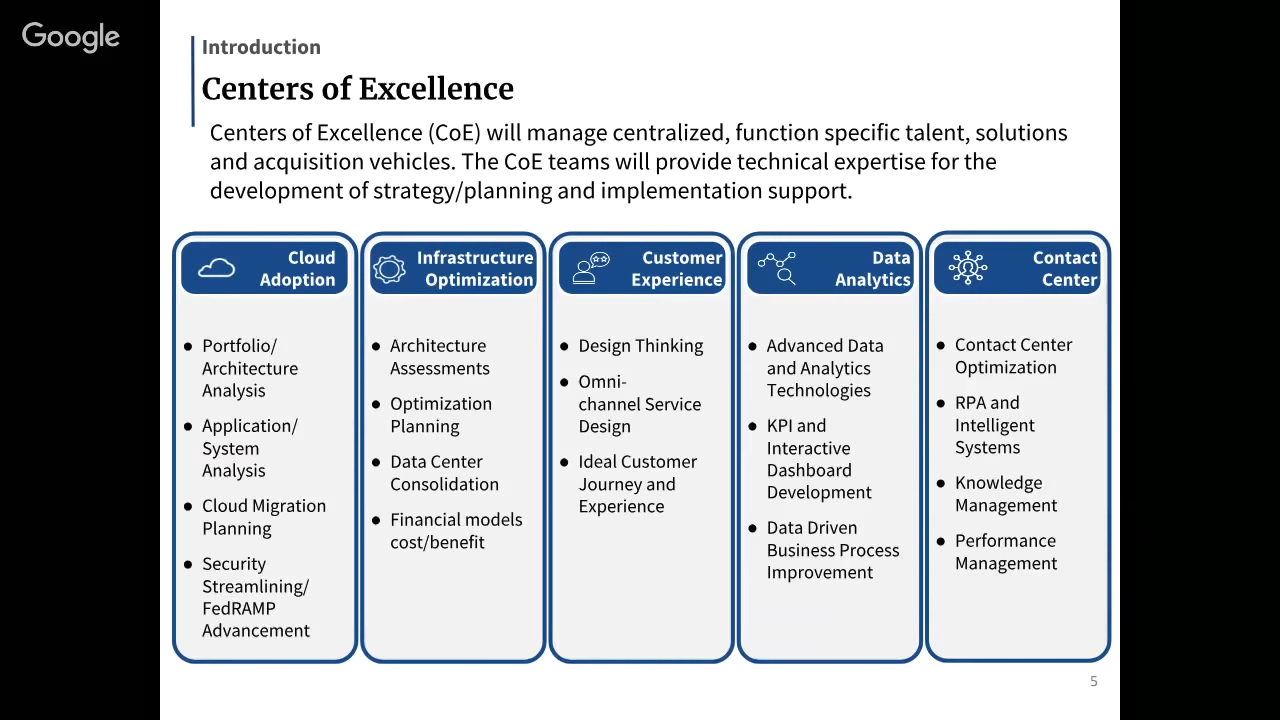 Google
Introduction
Centers of Excellence
Centers of Excellence (CoE) will manage centralized, function specific talent, solutions
and acquisition vehicles. The CoE teams will provide technical expertise for the
development of strategy/planning and implementation support.
Cloud
Adoption
● Portfolio/
Architecture
Analysis
● Application/
System
Analysis
● Cloud Migration
Planning
● Security
Streamlining/
FedRAMP
Advancement
Infrastructure
Optimization
● Architecture
Assessments
● Optimization
Planning
● Data Center
Consolidation
● Financial models
cost/benefit
Customer
Experience
● Design Thinking
● Omni-
channel Service
Design
● Ideal Customer
Journey and
Experience
Data
Analytics
● Advanced Data
and Analytics
Technologies
● KPI and
Interactive
Dashboard
Development
● Data Driven
Business Process
Improvement
Contact
Center
● Contact Center
Optimization
● RPA and
Intelligent
Systems
● Knowledge
Management
● Performance
Management
5